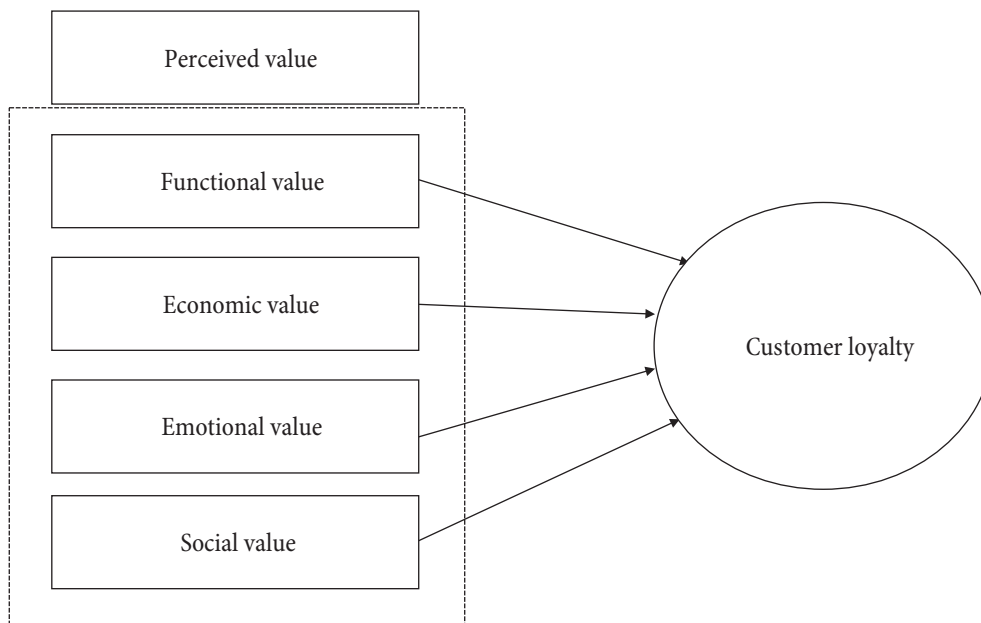 Perceived value
Functional value
Economic value
Emotional value
Social value
Customer loyalty